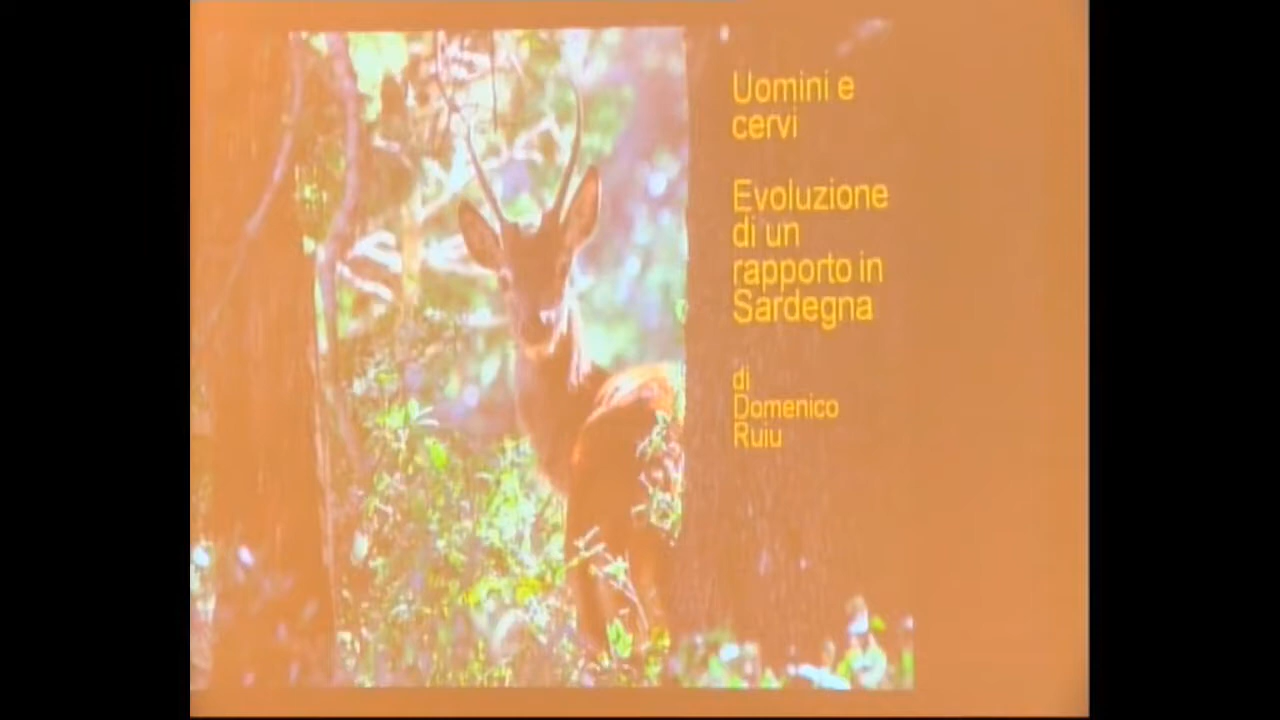 Uomini e
cervi
Evoluzione
di un
rapporto in
Sardegna
di
Domenico
Ruiu